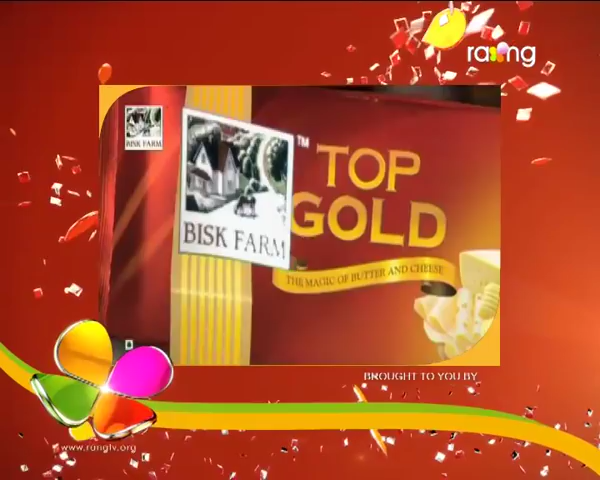 rang
BISK FARM
TM
TOP
GOLD
BISK FARM
THE MAGIC OF BUTTER AND CHEESE
BROUGHT TO YOU BY
www.rangtv.org